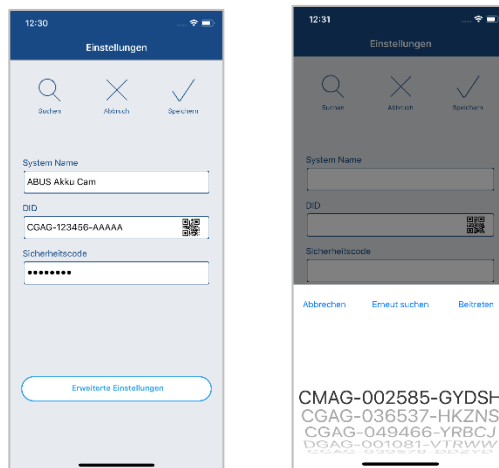 12:30
Einstellungen
Suchen Abbruch Speichern
System Name
ABUS Akku Cam
DID
CGAG-123456-AAAAA
Sicherheitscode
••••••••
Erweiterte Einstellungen
12:31
Einstellungen
Suchen Abbruch Speichern
System Name
DID
Sicherheitscode
Abbrechen Erneut suchen Beitreten
CMAG-002585-GYDSH
CGAG-036537-HKZNS
CGAG-049466-YRBCJ
DGAG-001081-VTRWW